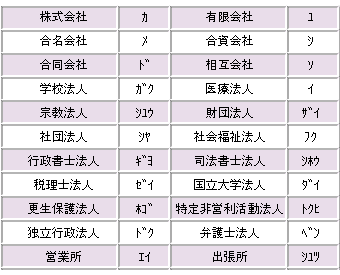 株式会社 ｶ 有限会社 ﾕ
合名会社 ﾒ 合資会社 ｼ
合同会社 ﾄﾞ 相互会社 ｿ
学校法人 ｶﾞｸ 医療法人 ｲ
宗教法人 ｼﾕｳ 財団法人 ｻﾞｲ
社団法人 ｼﾔ 社会福祉法人 ﾌｸ
行政書士法人 ｷﾞﾖ 司法書士法人 ｼﾎｳ
税理士法人 ｾﾞｲ 国立大学法人 ﾀﾞｲ
更生保護法人 ﾎｺﾞ 特定非営利活動法人 ﾄｸﾋ
独立行政法人 ﾄﾞｸ 弁護士法人 ﾍﾞﾝ
営業所 ｴｲ 出張所 ｼﾕﾂ